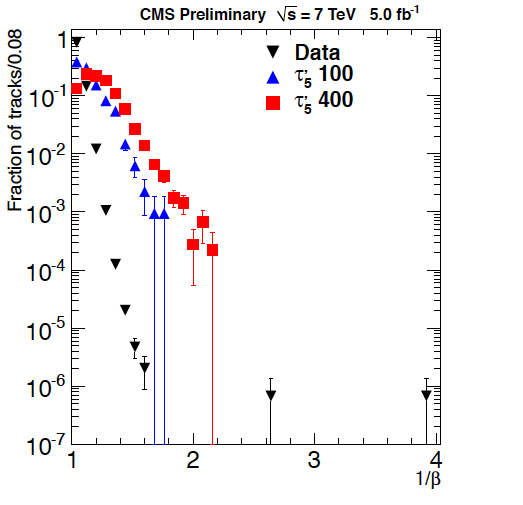 CMS Preliminary √s = 7 TeV 5.0 fb⁻¹
Fraction of tracks/0.08
1
10⁻¹
10⁻²
10⁻³
10⁻⁴
10⁻⁵
10⁻⁶
10⁻⁷
Data
τ'₅ 100
τ'₅ 400
1 2 3 4
1/β